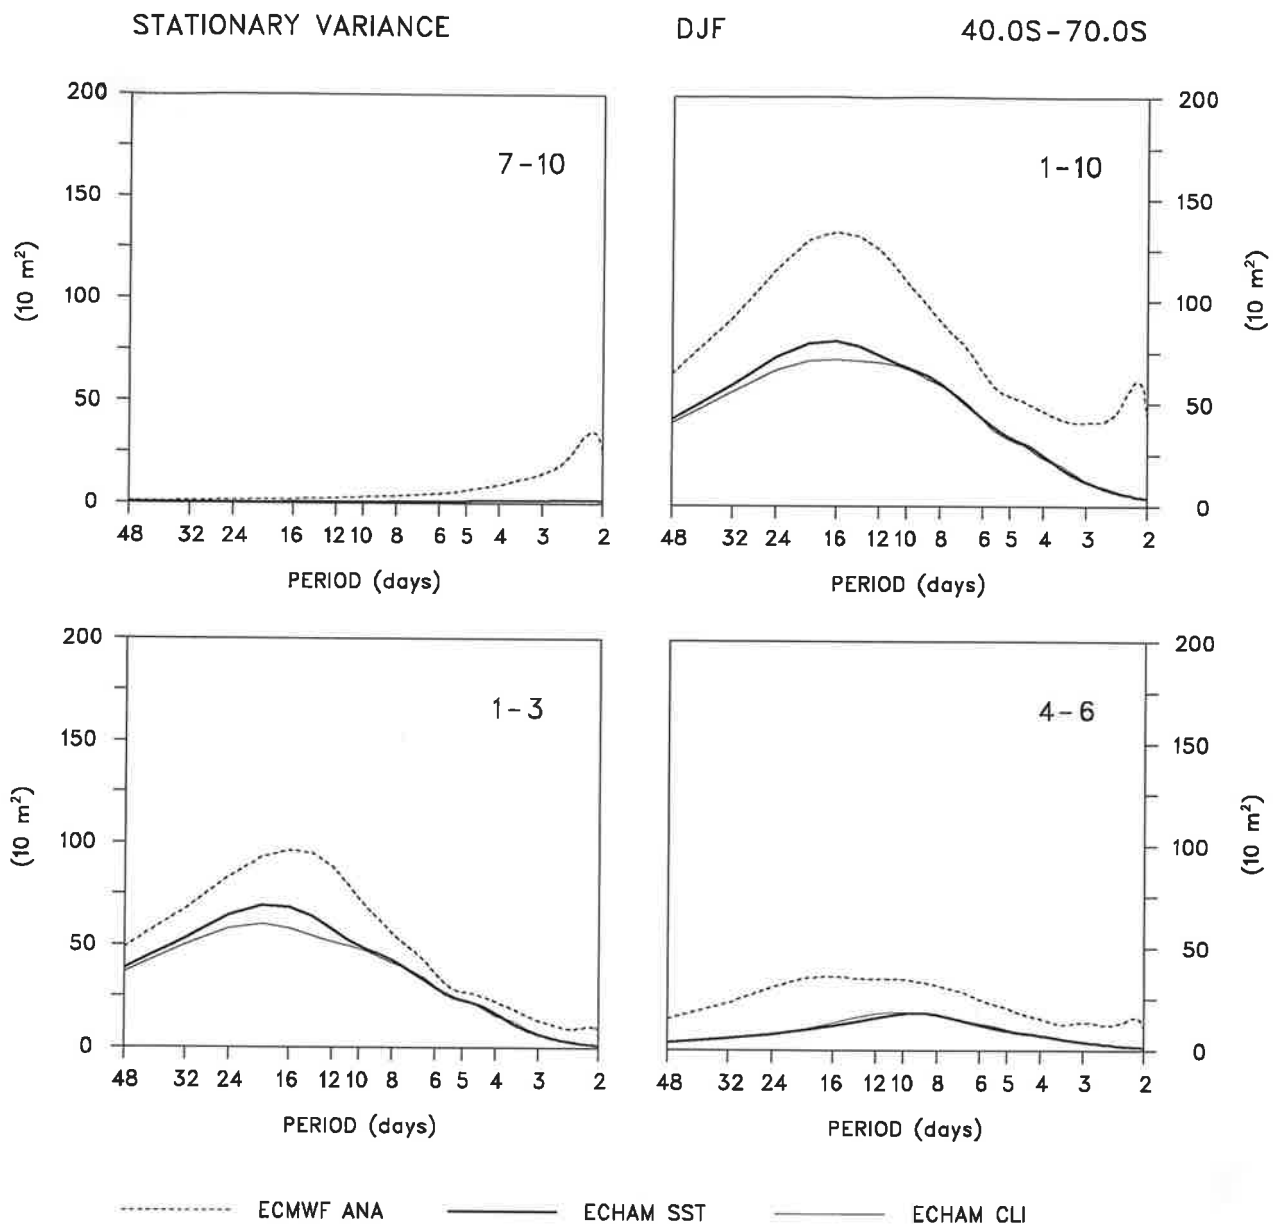 STATIONARY VARIANCE DJF 40.0S-70.0S
200
150
100
50
0
(10 m²)
7-10
48 32 24 16 12 10 8 6 5 4 3 2
PERIOD (days)
1-10
200
150
100
50
0
(10 m²)
48 32 24 16 12 10 8 6 5 4 3 2
PERIOD (days)
200
150
100
50
0
(10 m²)
1-3
48 32 24 16 12 10 8 6 5 4 3 2
PERIOD (days)
4-6
200
150
100
50
0
(10 m²)
48 32 24 16 12 10 8 6 5 4 3 2
PERIOD (days)
ECMWF ANA ECHAM SST ECHAM CLI